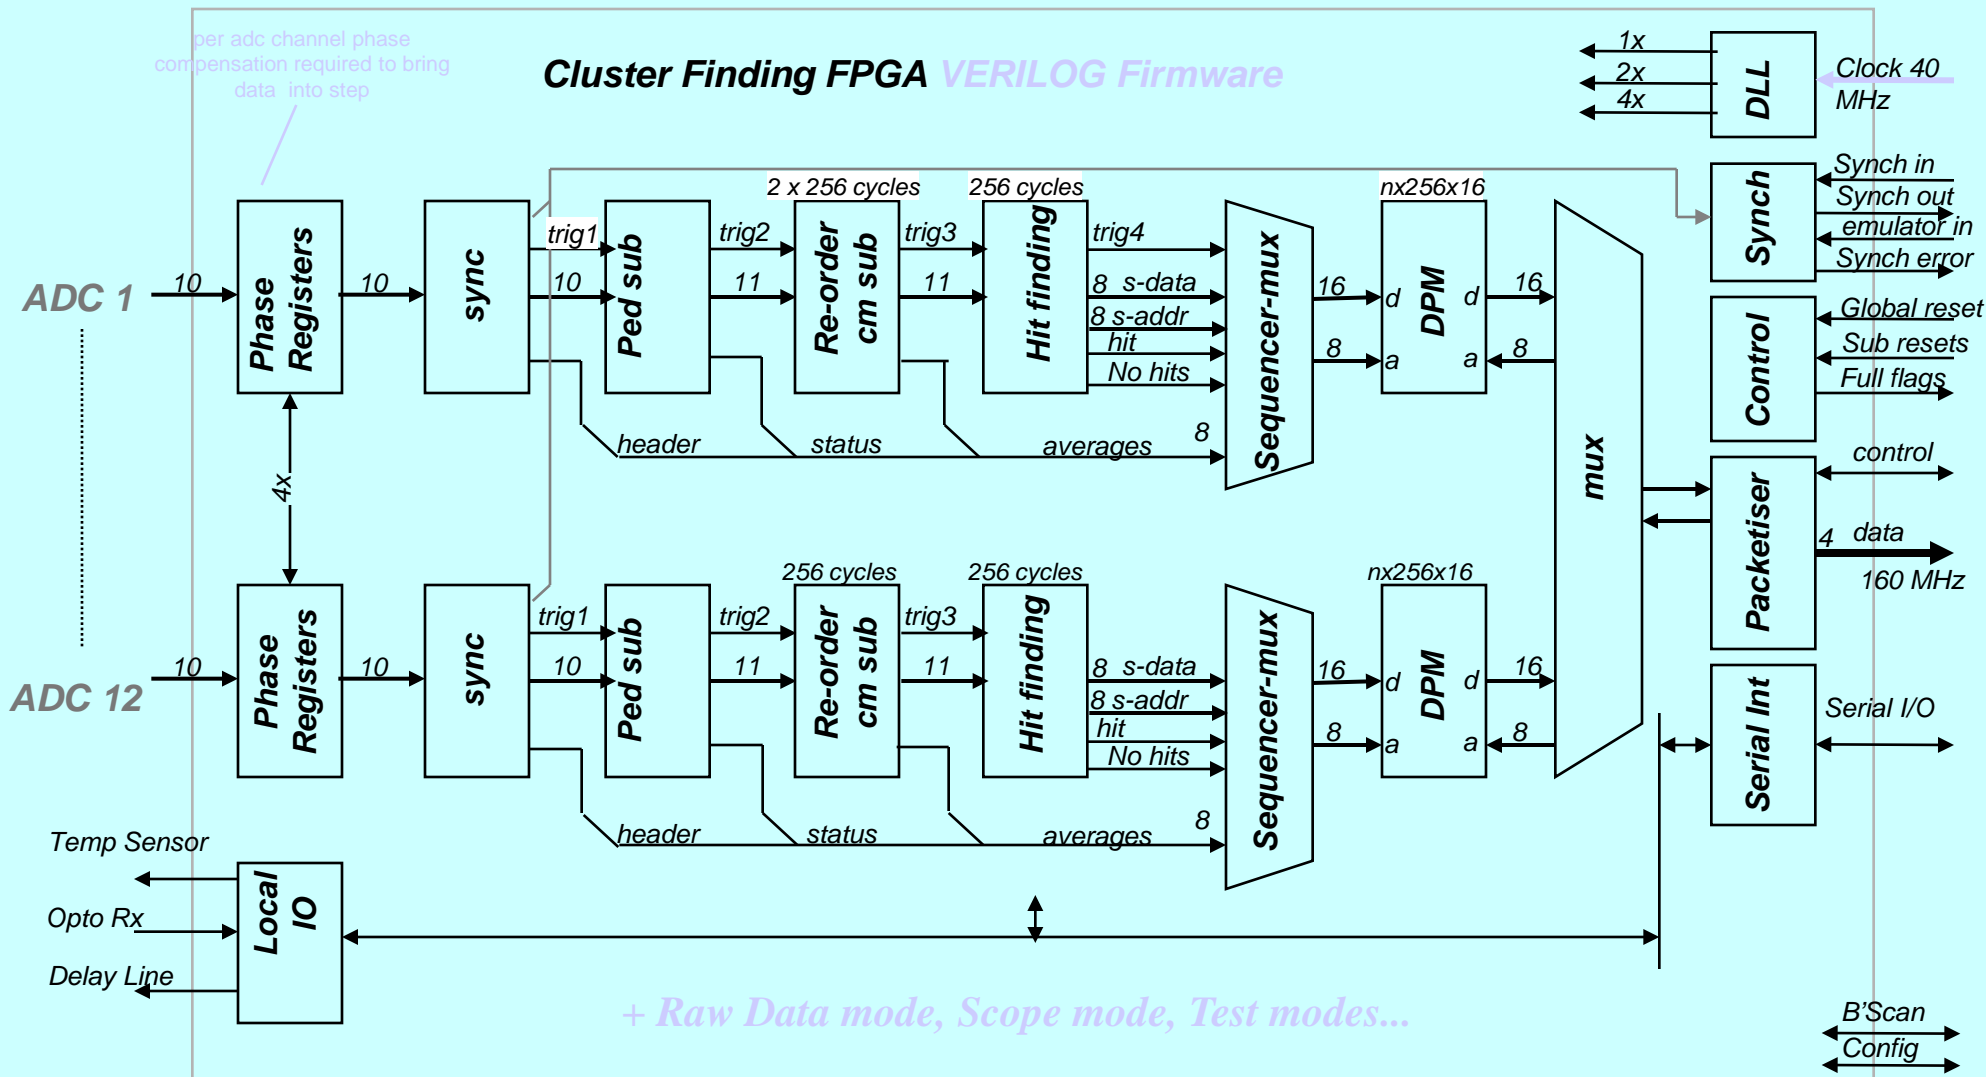 per adc channel phase
compensation required to bring
data into step
Cluster Finding FPGA VERILOG Firmware
1x
2x
4x
DLL
Clock 40
MHz
2 x 256 cycles
256 cycles
nx256x16
Synch
Synch in
Synch out
emulator in
Synch error
ADC 1
10
Phase
Registers
10
sync
trig1
10
Ped sub
trig2
11
Re-order
cm sub
trig3
11
Hit finding
trig4
8 s-data
8 s-addr
hit
No hits
8
Sequencer-mux
16
8
DPM
d
a
d
a
16
8
mux
header
status
averages
Control
Global reset
Sub resets
Full flags
4x
Packetiser
control
4 data
160 MHz
256 cycles
256 cycles
nx256x16
ADC 12
10
Phase
Registers
10
sync
trig1
10
Ped sub
trig2
11
Re-order
cm sub
trig3
11
Hit finding
8 s-data
8 s-addr
hit
No hits
8
Sequencer-mux
16
8
DPM
d
a
d
a
16
8
header
status
averages
Serial Int
Serial I/O
Temp Sensor
Opto Rx
Delay Line
Local
IO
+ Raw Data mode, Scope mode, Test modes...
B'Scan
Config